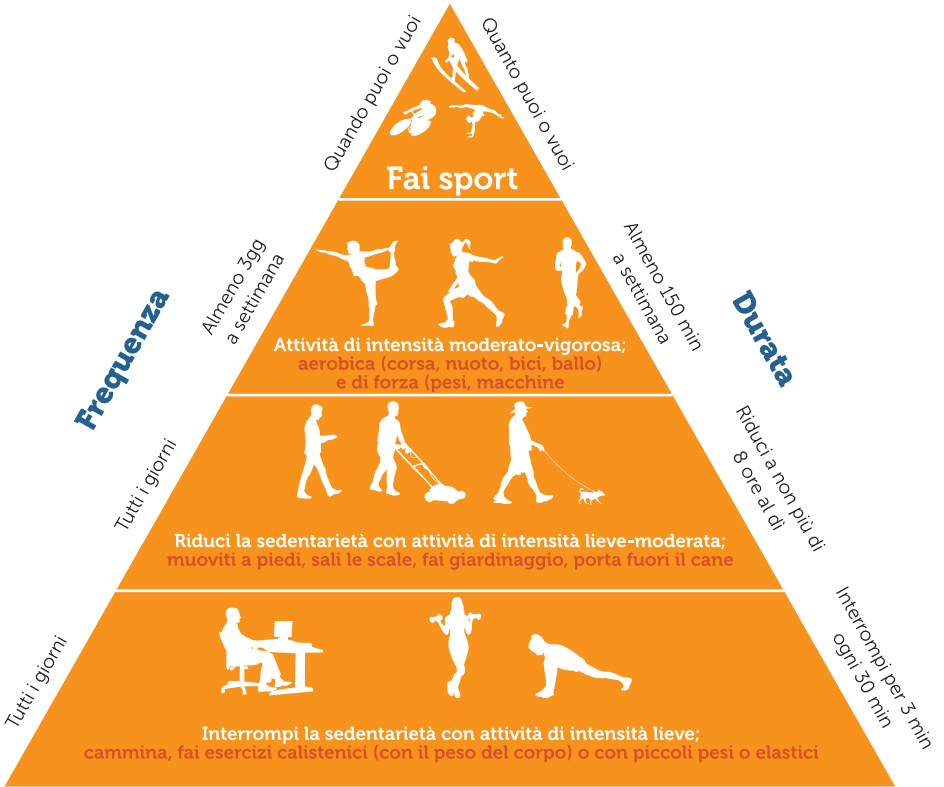 Quando puoi o vuoi
Quanto puoi o vuoi
Fai sport
Frequenza
Durata
Almeno 3gg
a settimana
Almeno 150 min
a settimana
Attività di intensità moderato-vigorosa;
aerobica (corsa, nuoto, bici, ballo)
e di forza (pesi, macchine
Tutti i giorni
Riduci a non più di
8 ore al dì
Riduci la sedentarietà con attività di intensità lieve-moderata;
muoviti a piedi, sali le scale, fai giardinaggio, porta fuori il cane
Tutti i giorni
Interrompi per 3 min
ogni 30 min
Interrompi la sedentarietà con attività di intensità lieve;
cammina, fai esercizi calistenici (con il peso del corpo) o con piccoli pesi o elastici